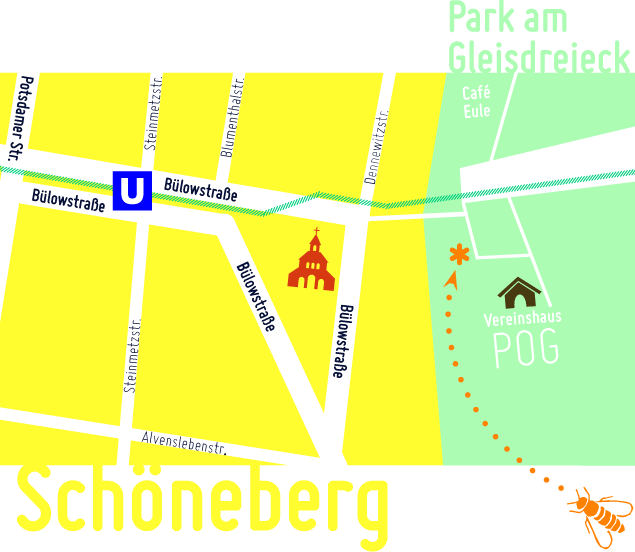 Park am
Gleisdreieck
Café
Eule
Potsdamer Str.
Steinmetzstr.
Blumenthalstr.
Dennewitzstr.
U
Bülowstraße
Bülowstraße
Bülowstraße
Bülowstraße
Vereinshaus
POG
Steinmetzstr.
Alvenslebenstr.
Schöneberg